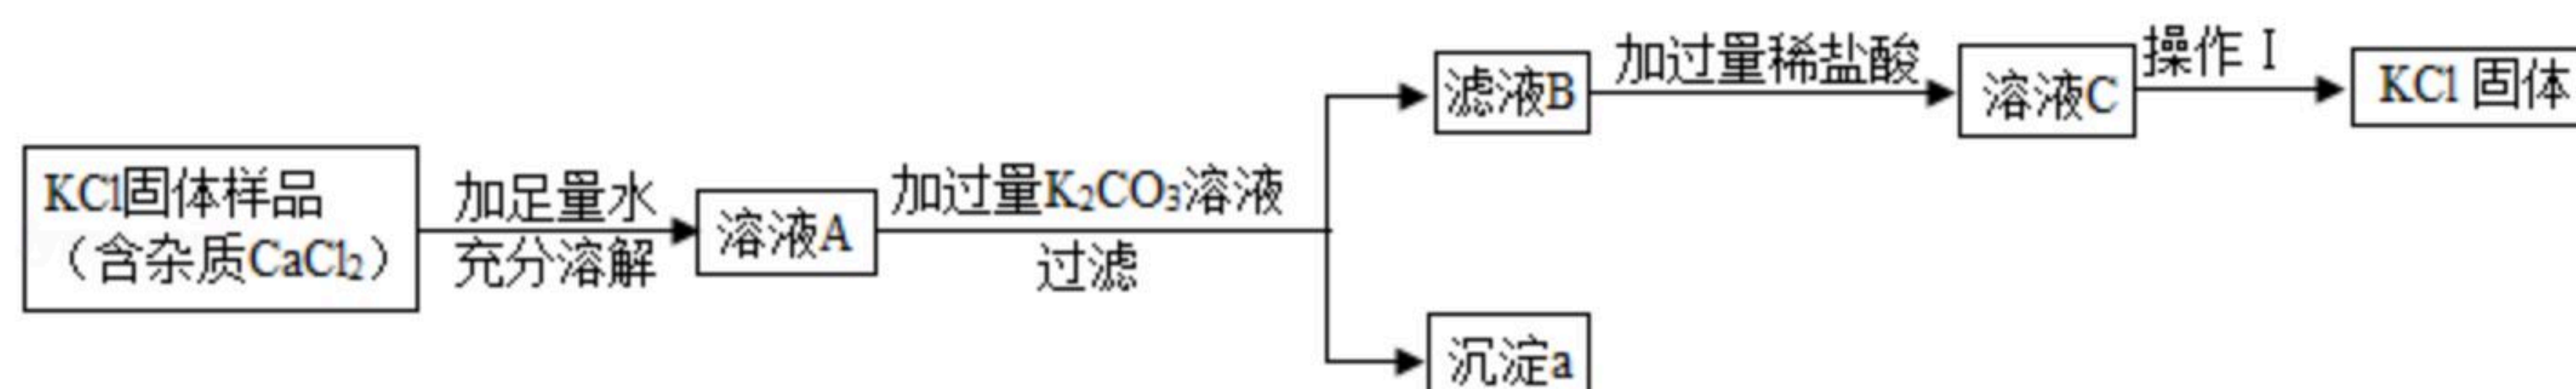 KCl固体样品
（含杂质CaCl₂）
加足量水
充分溶解
溶液A
加过量K₂CO₃溶液
过滤
滤液B
加过量稀盐酸
溶液C
操作Ⅰ
KCl 固体
沉淀a